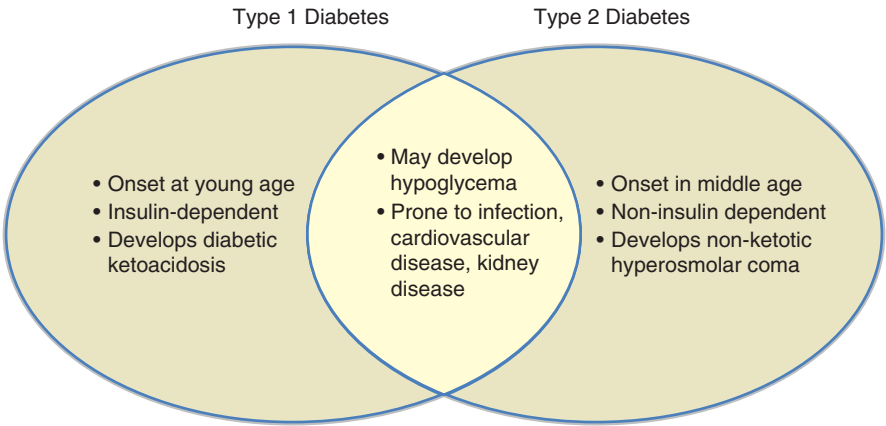 Type 1 Diabetes
Type 2 Diabetes
• Onset at young age
• Insulin-dependent
• Develops diabetic
ketoacidosis
• May develop
hypoglycema
• Prone to infection,
cardiovascular
disease, kidney
disease
• Onset in middle age
• Non-insulin dependent
• Develops non-ketotic
hyperosmolar coma